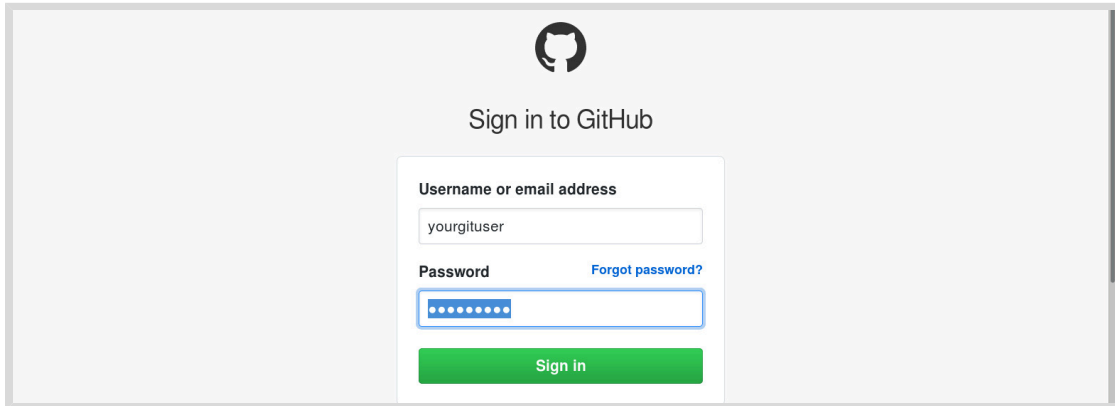 Sign in to GitHub
Username or email address
yourgituser
Password Forgot password?
●●●●●●●●●
Sign in